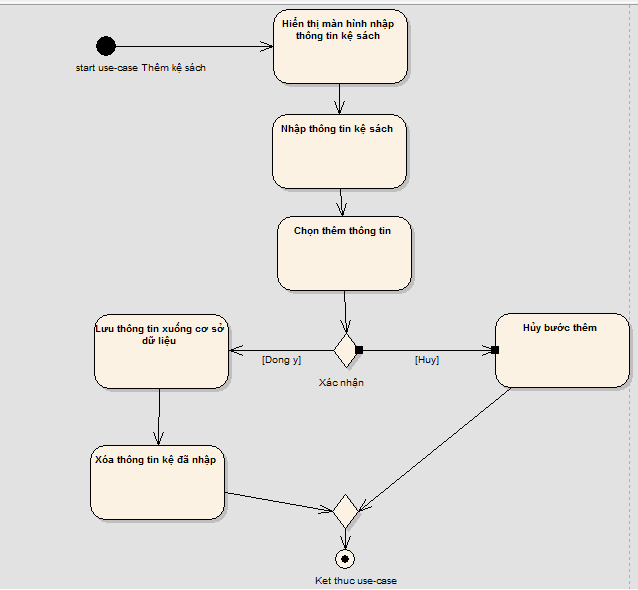 Hiển thị màn hình nhập
thông tin kệ sách
start use-case Thêm kệ sách
Nhập thông tin kệ sách
Chọn thêm thông tin
Lưu thông tin xuống cơ sở
dữ liệu
Hủy bước thêm
[Dong y]
[Huy]
Xác nhận
Xóa thông tin kệ đã nhập
Ket thuc use-case